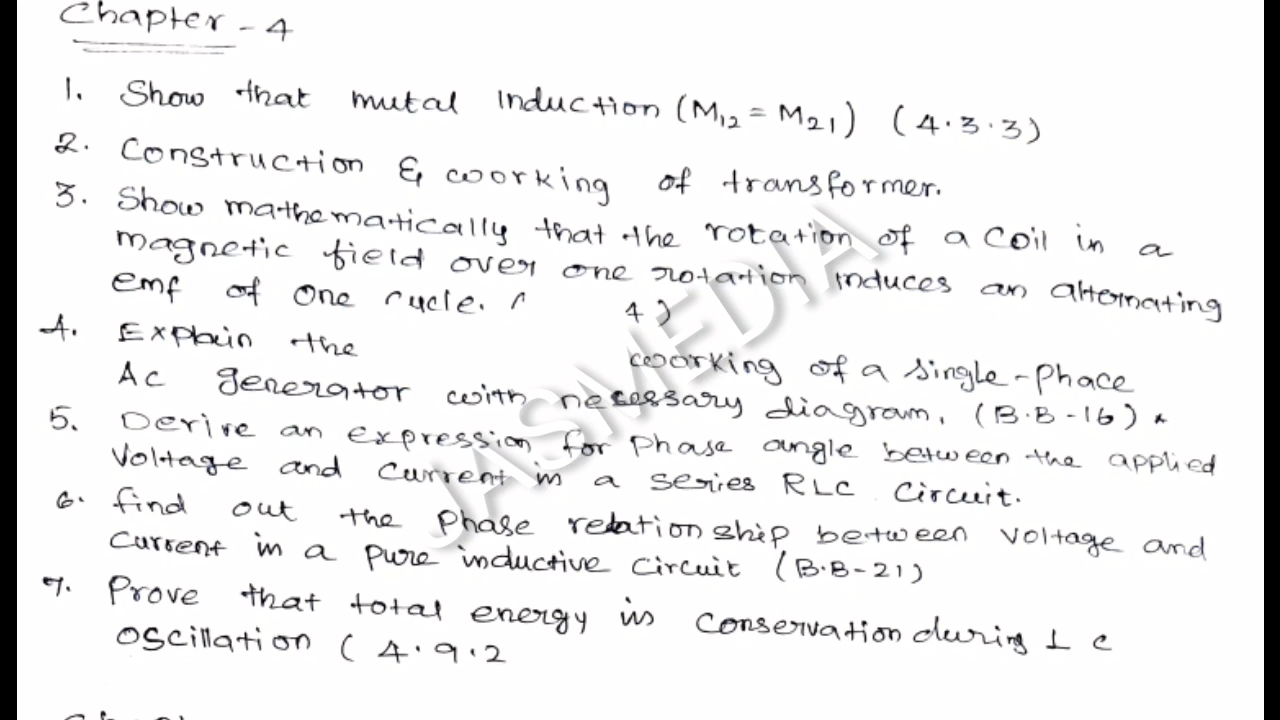 Chapter - 4
1. Show that mutal Induction (M12 = M21) (4.3.3)
2. Construction & working of transformer.
3. Show mathematically that the rotation of a coil in a
magnetic field over one rotation induces an alternating
emf of one cycle. ( 4)
4. Explain the working of a single-phace
AC generator with necessary diagram. (B.B-16) *
5. Derive an expression for phase angle between the applied
Voltage and current in a series RLC circuit.
6. find out the phase relation ship between voltage and
current in a pure inductive circuit (B.B-21)
7. Prove that total energy is conservation during L C
oscillation (4.9.2
JASMEDIA